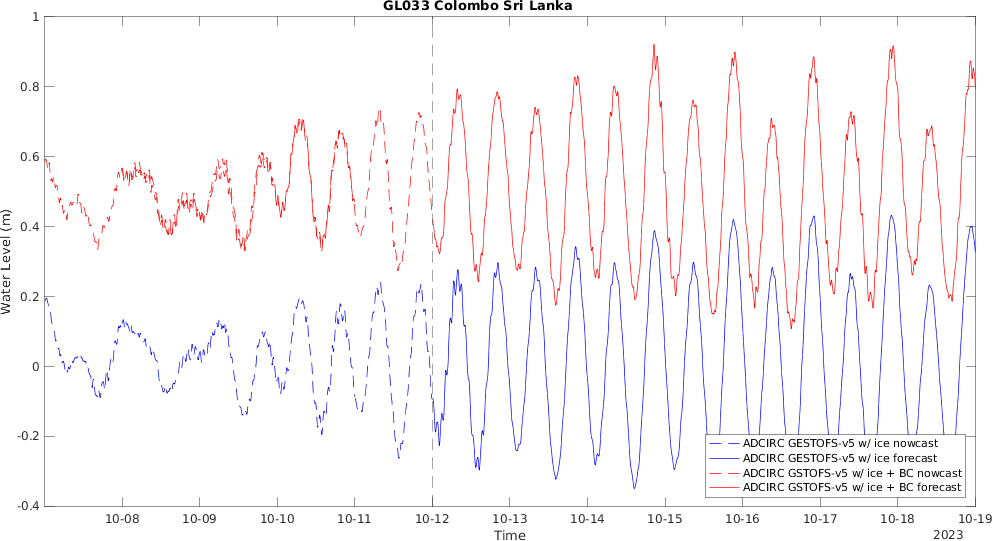 GL033 Colombo Sri Lanka
1
0.8
0.6
0.4
0.2
0
-0.2
-0.4
Water Level (m)
ADCIRC GESTOFS-v5 w/ ice nowcast
ADCIRC GESTOFS-v5 w/ ice forecast
ADCIRC GSTOFS-v5 w/ ice + BC nowcast
ADCIRC GSTOFS-v5 w/ ice + BC forecast
10-08 10-09 10-10 10-11 10-12 10-13 10-14 10-15 10-16 10-17 10-18 10-19
Time
2023